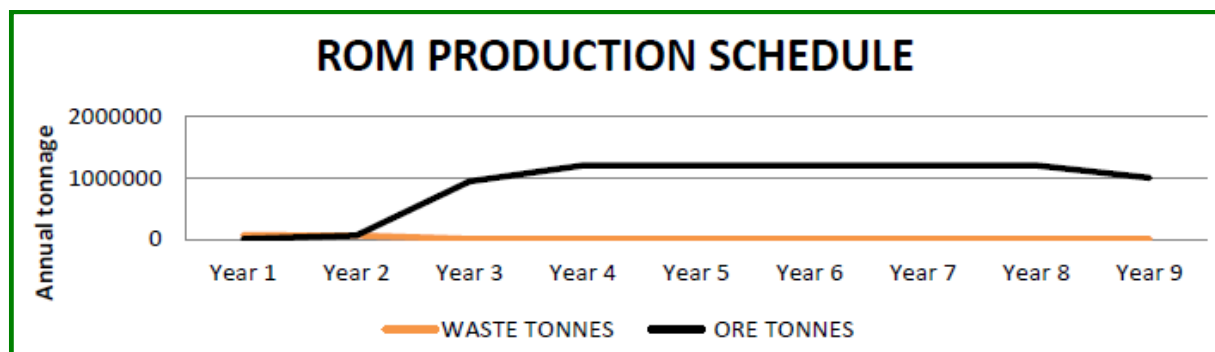 ROM PRODUCTION SCHEDULE
Annual tonnage
2000000
1000000
0
Year 1 Year 2 Year 3 Year 4 Year 5 Year 6 Year 7 Year 8 Year 9
WASTE TONNES ORE TONNES